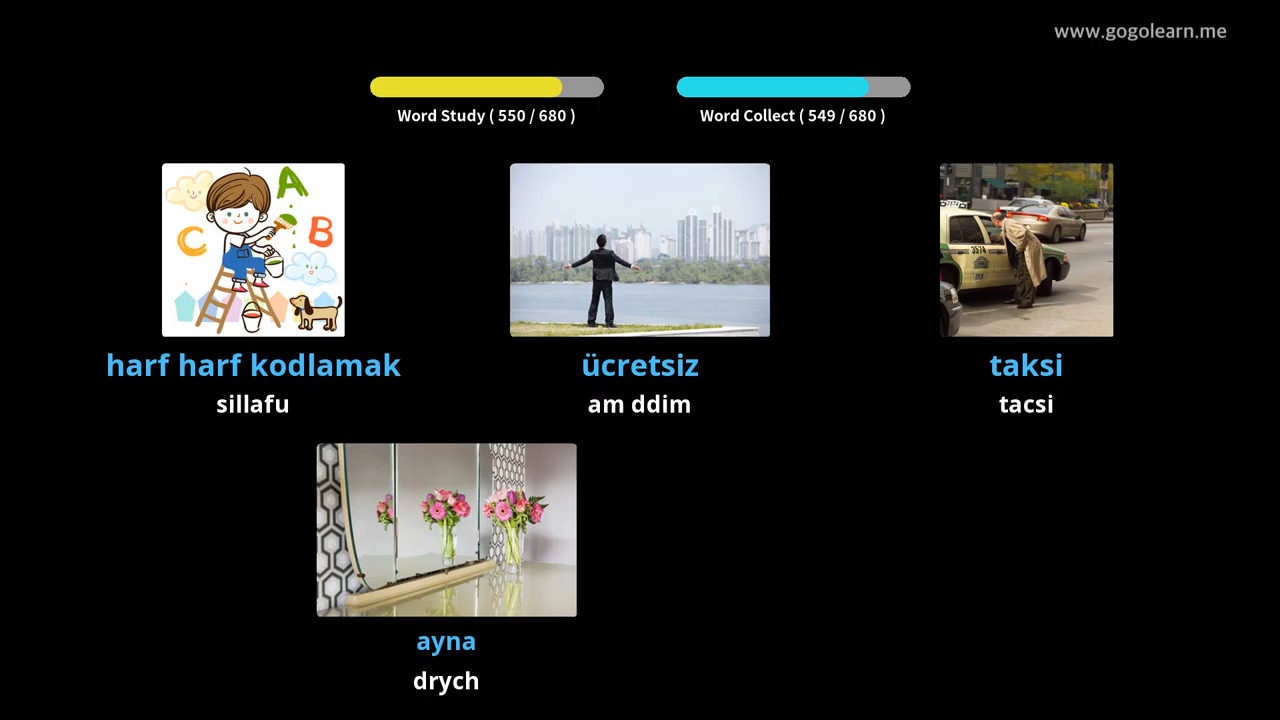 www.gogolearn.me
Word Study ( 550 / 680 )
Word Collect ( 549 / 680 )
A
B
C
3574
harf harf kodlamak
sillafu
ücretsiz
am ddim
taksi
tacsi
ayna
drych